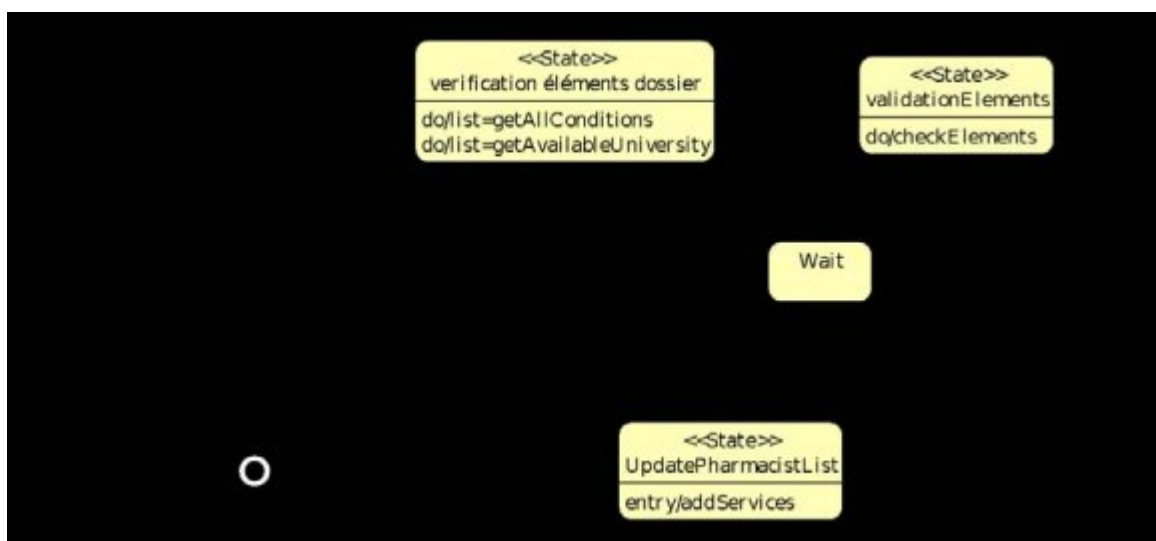 <<State>>
verification éléments dossier
do/list=getAllConditions
do/list=getAvailableUniversity
<<State>>
validationElements
do/checkElements
Wait
<<State>>
UpdatePharmacistList
entry/addServices